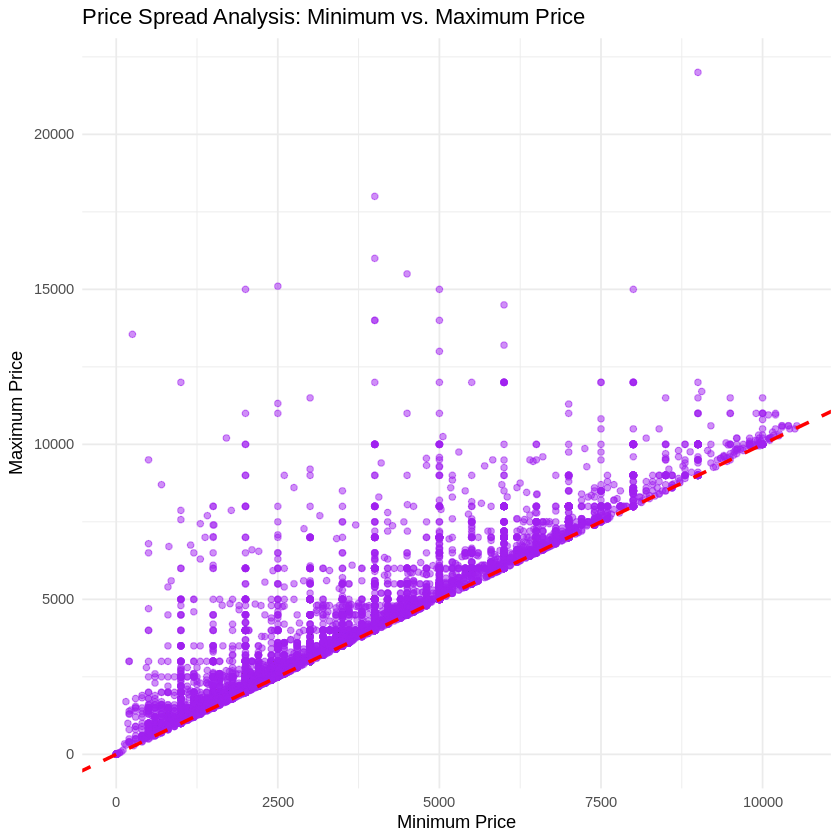 Price Spread Analysis: Minimum vs. Maximum Price
Maximum Price
20000
15000
10000
5000
0
0 2500 5000 7500 10000
Minimum Price